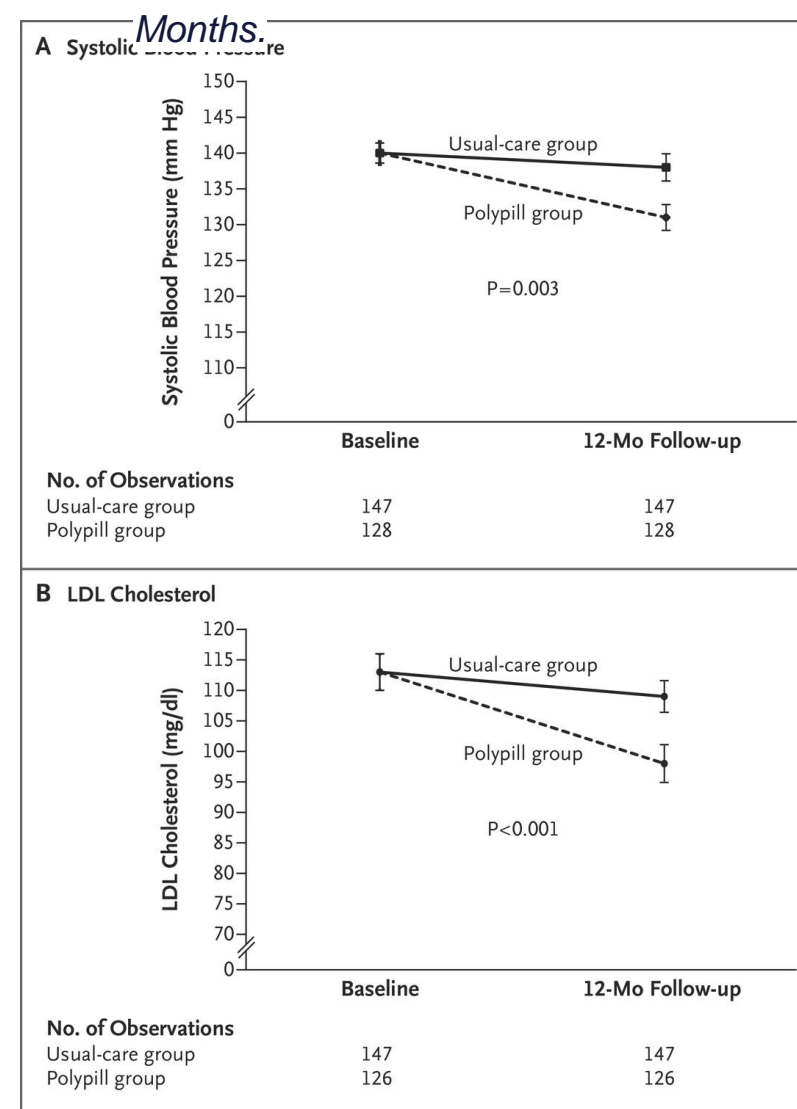 Months.
A Systolic Blood Pressure
150
145
Usual-care group
140
135
Polypill group
130
125
P=0.003
120
115
110
0
Systolic Blood Pressure (mm Hg)
Baseline 12-Mo Follow-up
No. of Observations
Usual-care group 147 147
Polypill group 128 128
B LDL Cholesterol
120
115
Usual-care group
110
105
100
Polypill group
95
90
P<0.001
85
80
75
70
0
LDL Cholesterol (mg/dl)
Baseline 12-Mo Follow-up
No. of Observations
Usual-care group 147 147
Polypill group 126 126